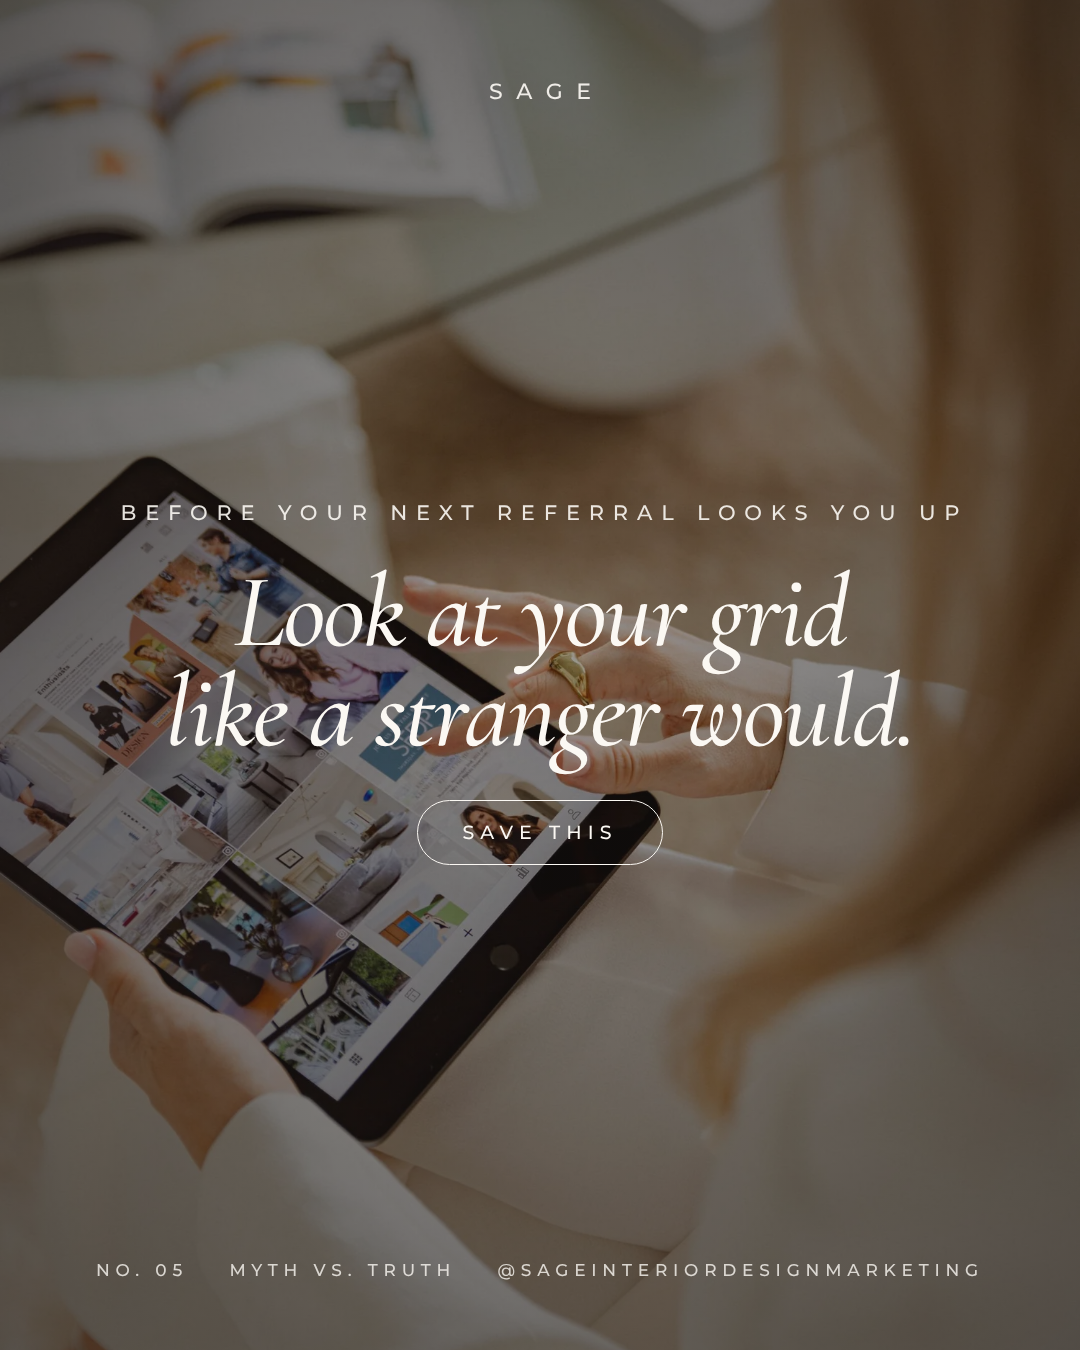 SAGE
BEFORE YOUR NEXT REFERRAL LOOKS YOU UP
Look at your grid
like a stranger would.
SAVE THIS
NO. 05 MYTH VS. TRUTH @SAGEINTERIORDESIGNMARKETING